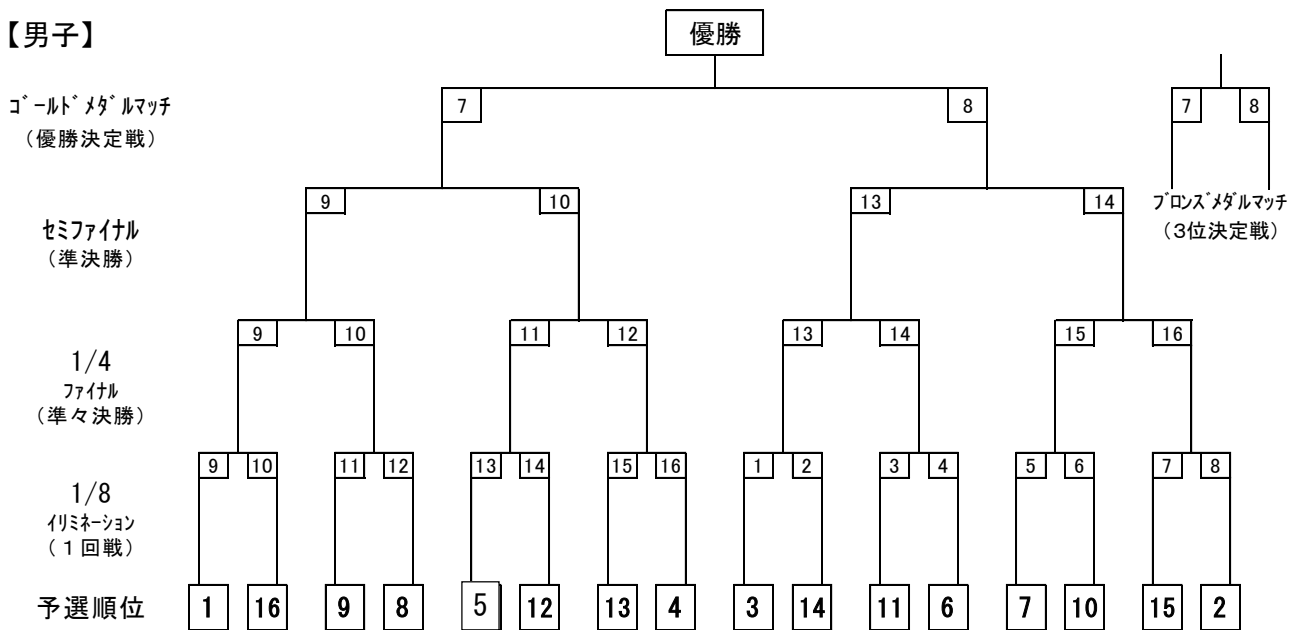 【男子】
優勝
ｺﾞｰﾙﾄﾞﾒﾀﾞﾙﾏｯﾁ
（優勝決定戦）
7 8
7 8
セミファイナル
（準決勝）
9 10 13 14
ﾌﾞﾛﾝｽﾞﾒﾀﾞﾙﾏｯﾁ
（3位決定戦）
1/4
ﾌｧｲﾅﾙ
（準々決勝）
9 10 11 12 13 14 15 16
1/8
ｲﾘﾐﾈｰｼｮﾝ
（１回戦）
9 10 11 12 13 14 15 16 1 2 3 4 5 6 7 8
予選順位 1 16 9 8 5 12 13 4 3 14 11 6 7 10 15 2